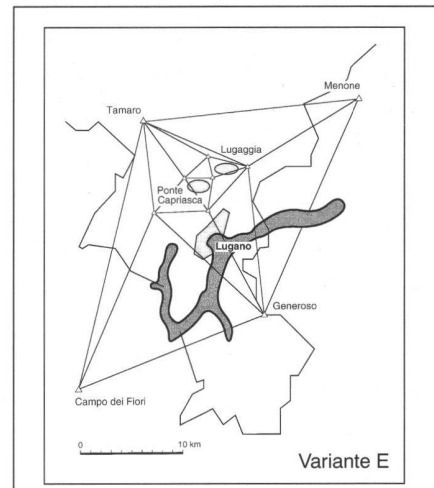 Menone
Tamaro
Lugaggia
Ponte
Capriasca
Lugano
Generoso
Campo dei Fiori
0 10 km
Variante E